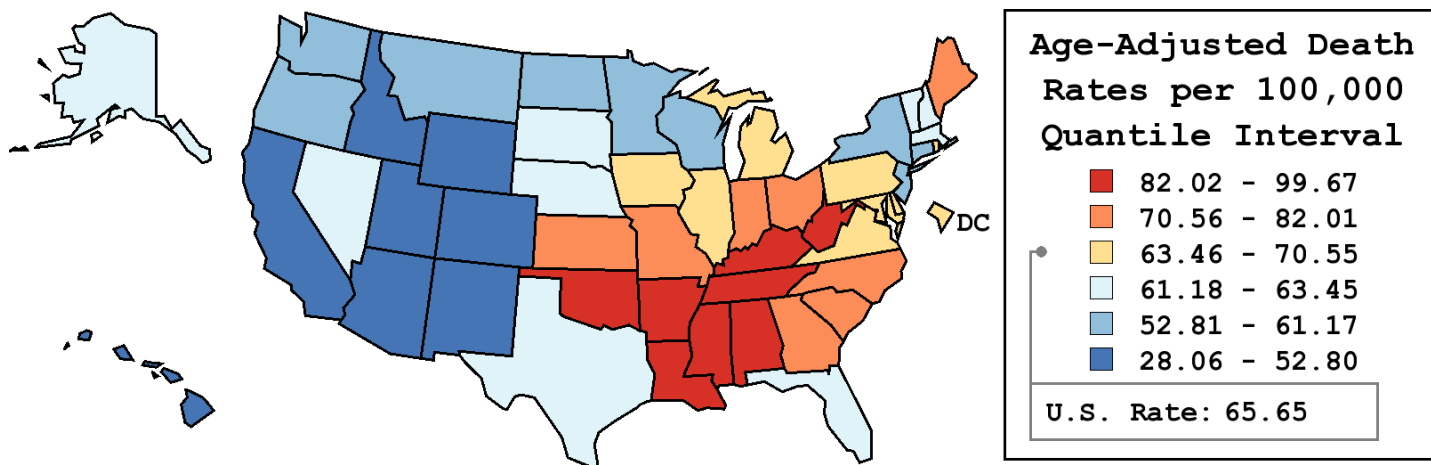 Age-Adjusted Death
Rates per 100,000
Quantile Interval
82.02 - 99.67
70.56 - 82.01
63.46 - 70.55
61.18 - 63.45
52.81 - 61.17
28.06 - 52.80
U.S. Rate: 65.65
DC